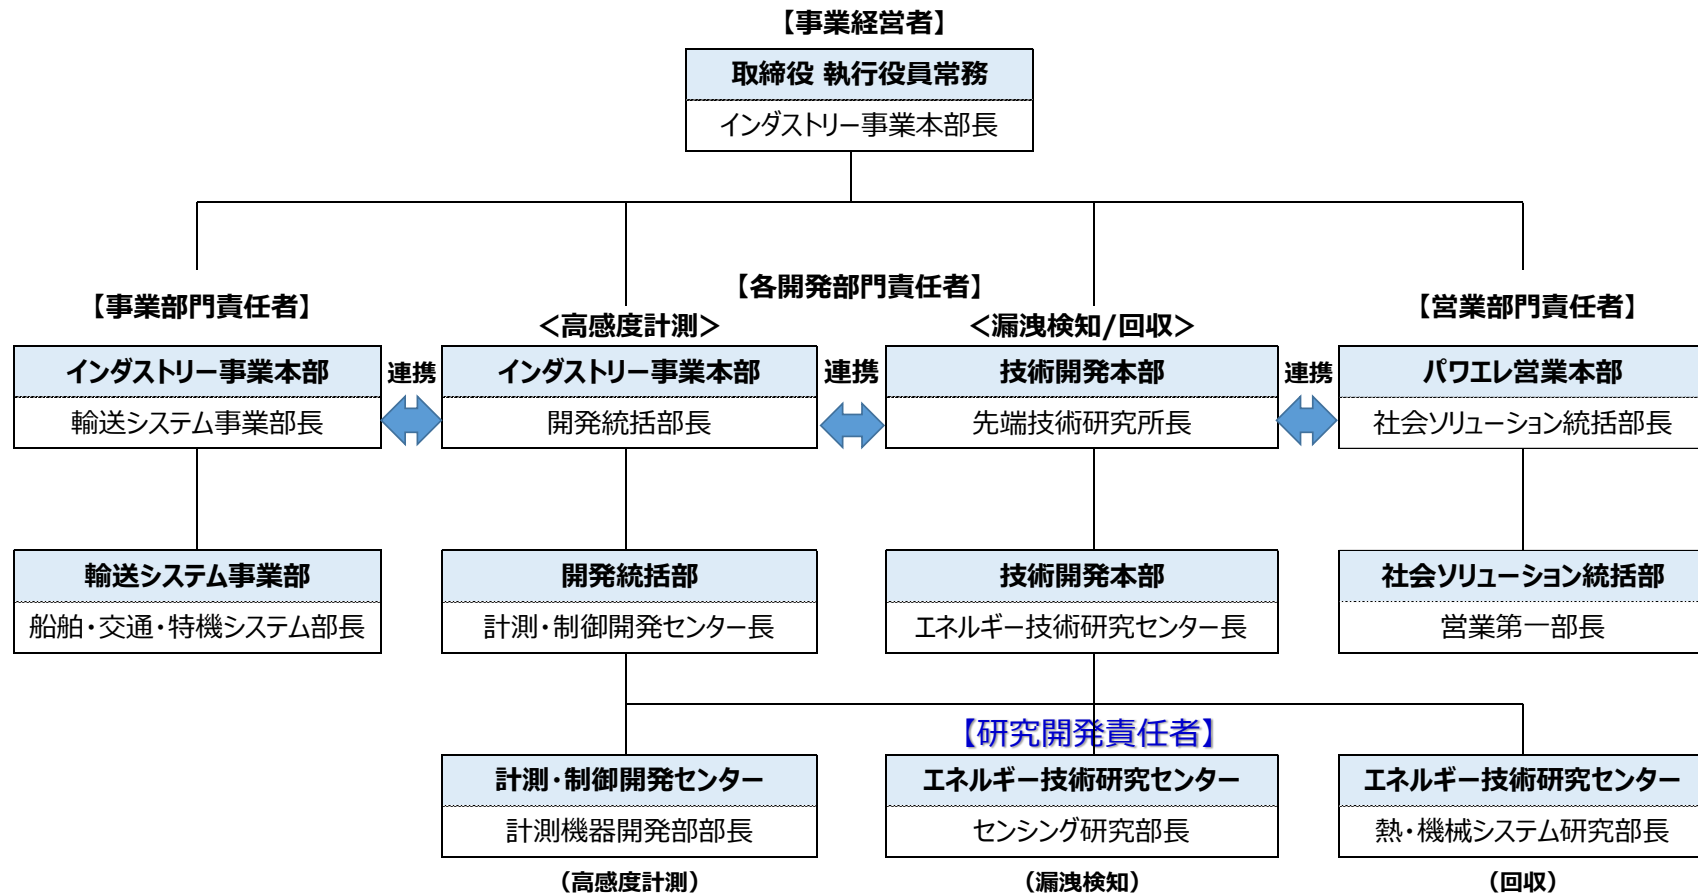 【事業経営者】
取締役 執行役員常務
インダストリー事業本部長
【事業部門責任者】
【各開発部門責任者】
【営業部門責任者】
＜高感度計測＞
＜漏洩検知/回収＞
インダストリー事業本部
輸送システム事業部長
連携
インダストリー事業本部
開発統括部長
連携
技術開発本部
先端技術研究所長
連携
パワエレ営業本部
社会ソリューション統括部長
輸送システム事業部
船舶・交通・特機システム部長
開発統括部
計測・制御開発センター長
技術開発本部
エネルギー技術研究センター長
社会ソリューション統括部
営業第一部長
【研究開発責任者】
計測・制御開発センター
計測機器開発部部長
（高感度計測）
エネルギー技術研究センター
センシング研究部長
（漏洩検知）
エネルギー技術研究センター
熱・機械システム研究部長
（回収）